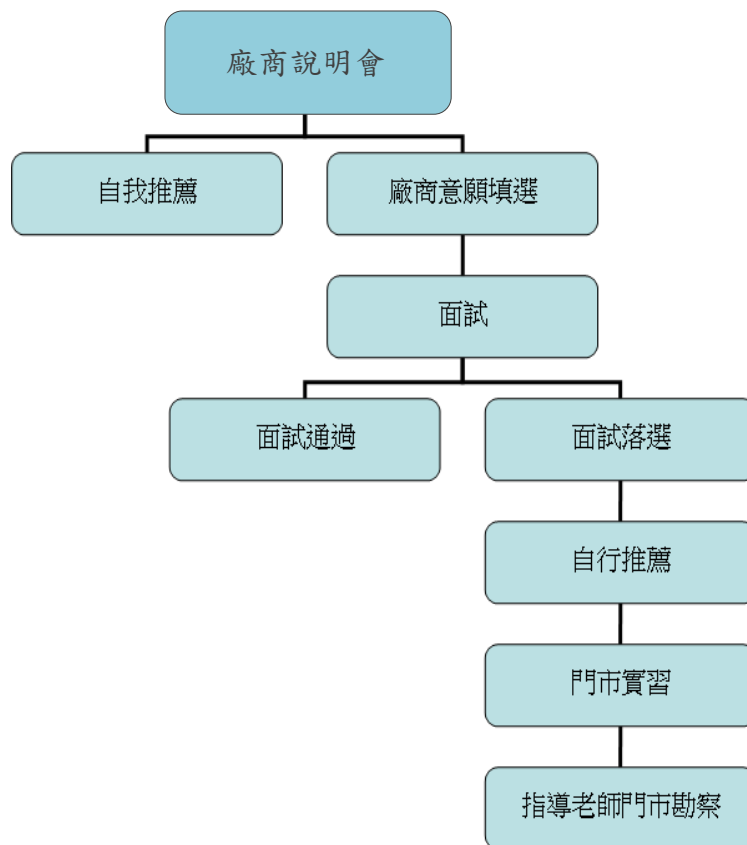 廠商說明會
自我推薦
廠商意願填選
面試
面試通過
面試落選
自行推薦
門市實習
指導老師門市勘察